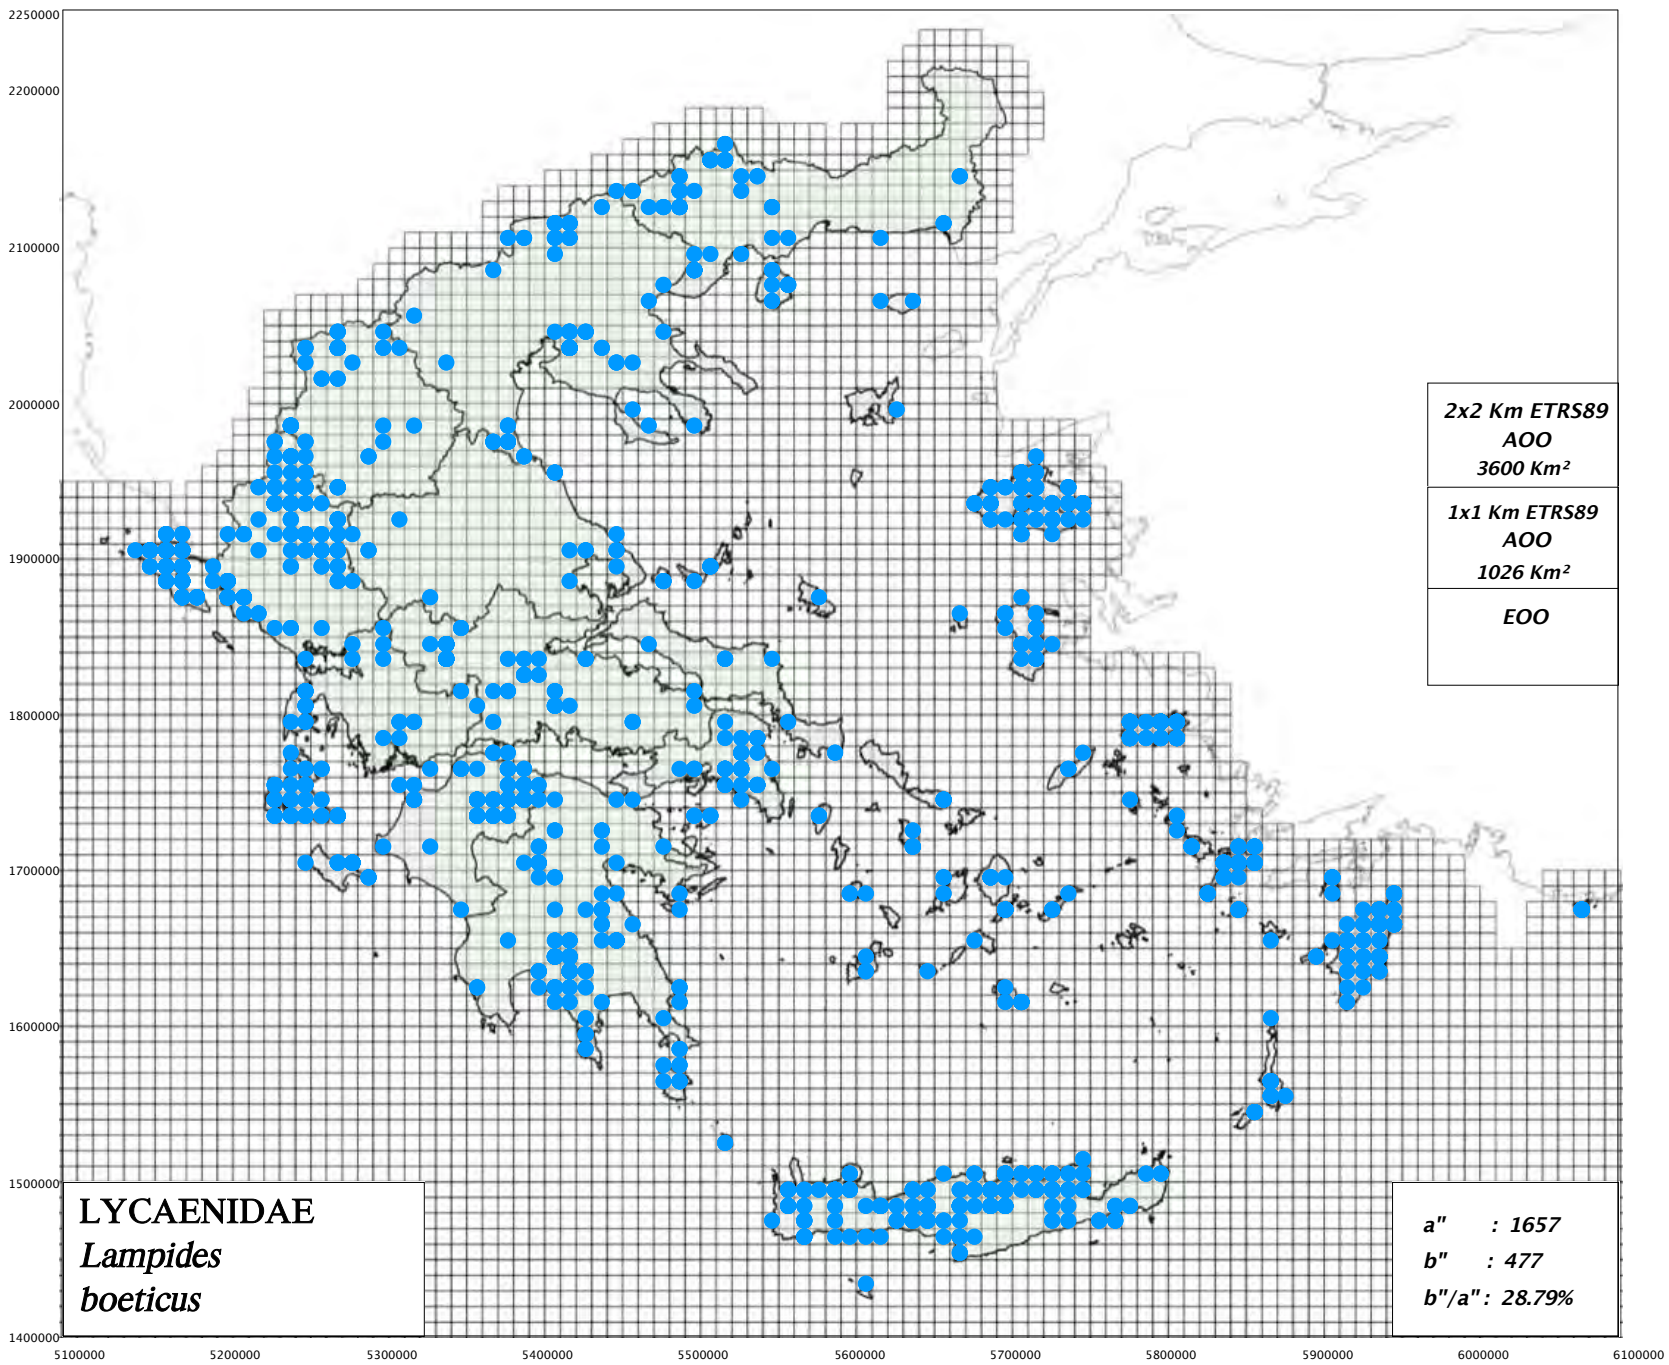 2250000
2200000
2100000
2000000
1900000
1800000
1700000
1600000
1500000
1400000
2x2 Km ETRS89
AOO
3600 Km²
1x1 Km ETRS89
AOO
1026 Km²
EOO
LYCAENIDAE
Lampides
boeticus
a" : 1657
b" : 477
b"/a" : 28.79%
5100000 5200000 5300000 5400000 5500000 5600000 5700000 5800000 5900000 6000000 6100000